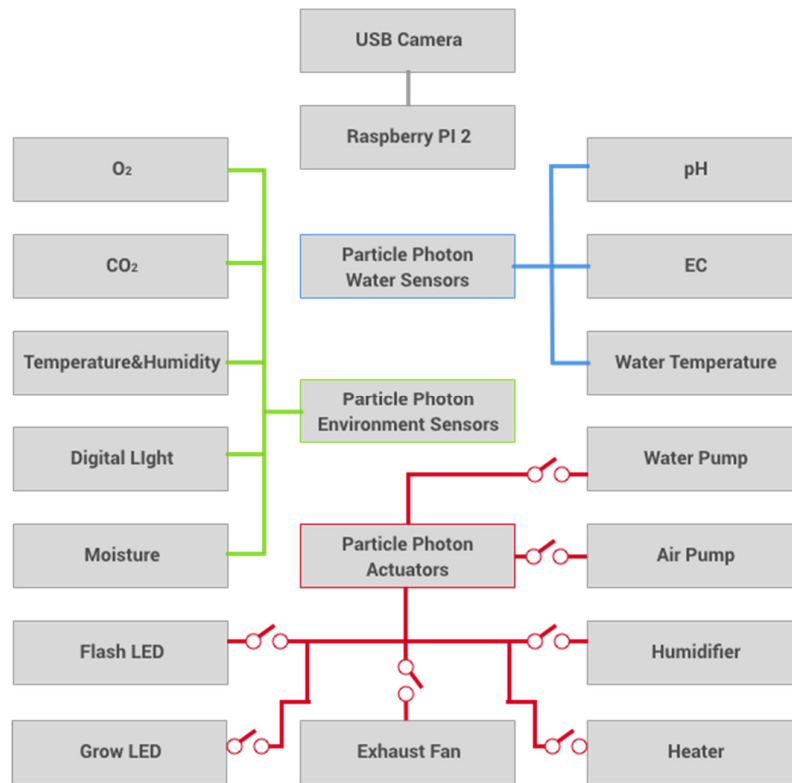 USB Camera
Raspberry PI 2
O₂
pH
CO₂
Particle Photon
Water Sensors
EC
Temperature&Humidity
Water Temperature
Particle Photon
Environment Sensors
Digital LIght
Water Pump
Moisture
Particle Photon
Actuators
Air Pump
Flash LED
Humidifier
Grow LED
Exhaust Fan
Heater